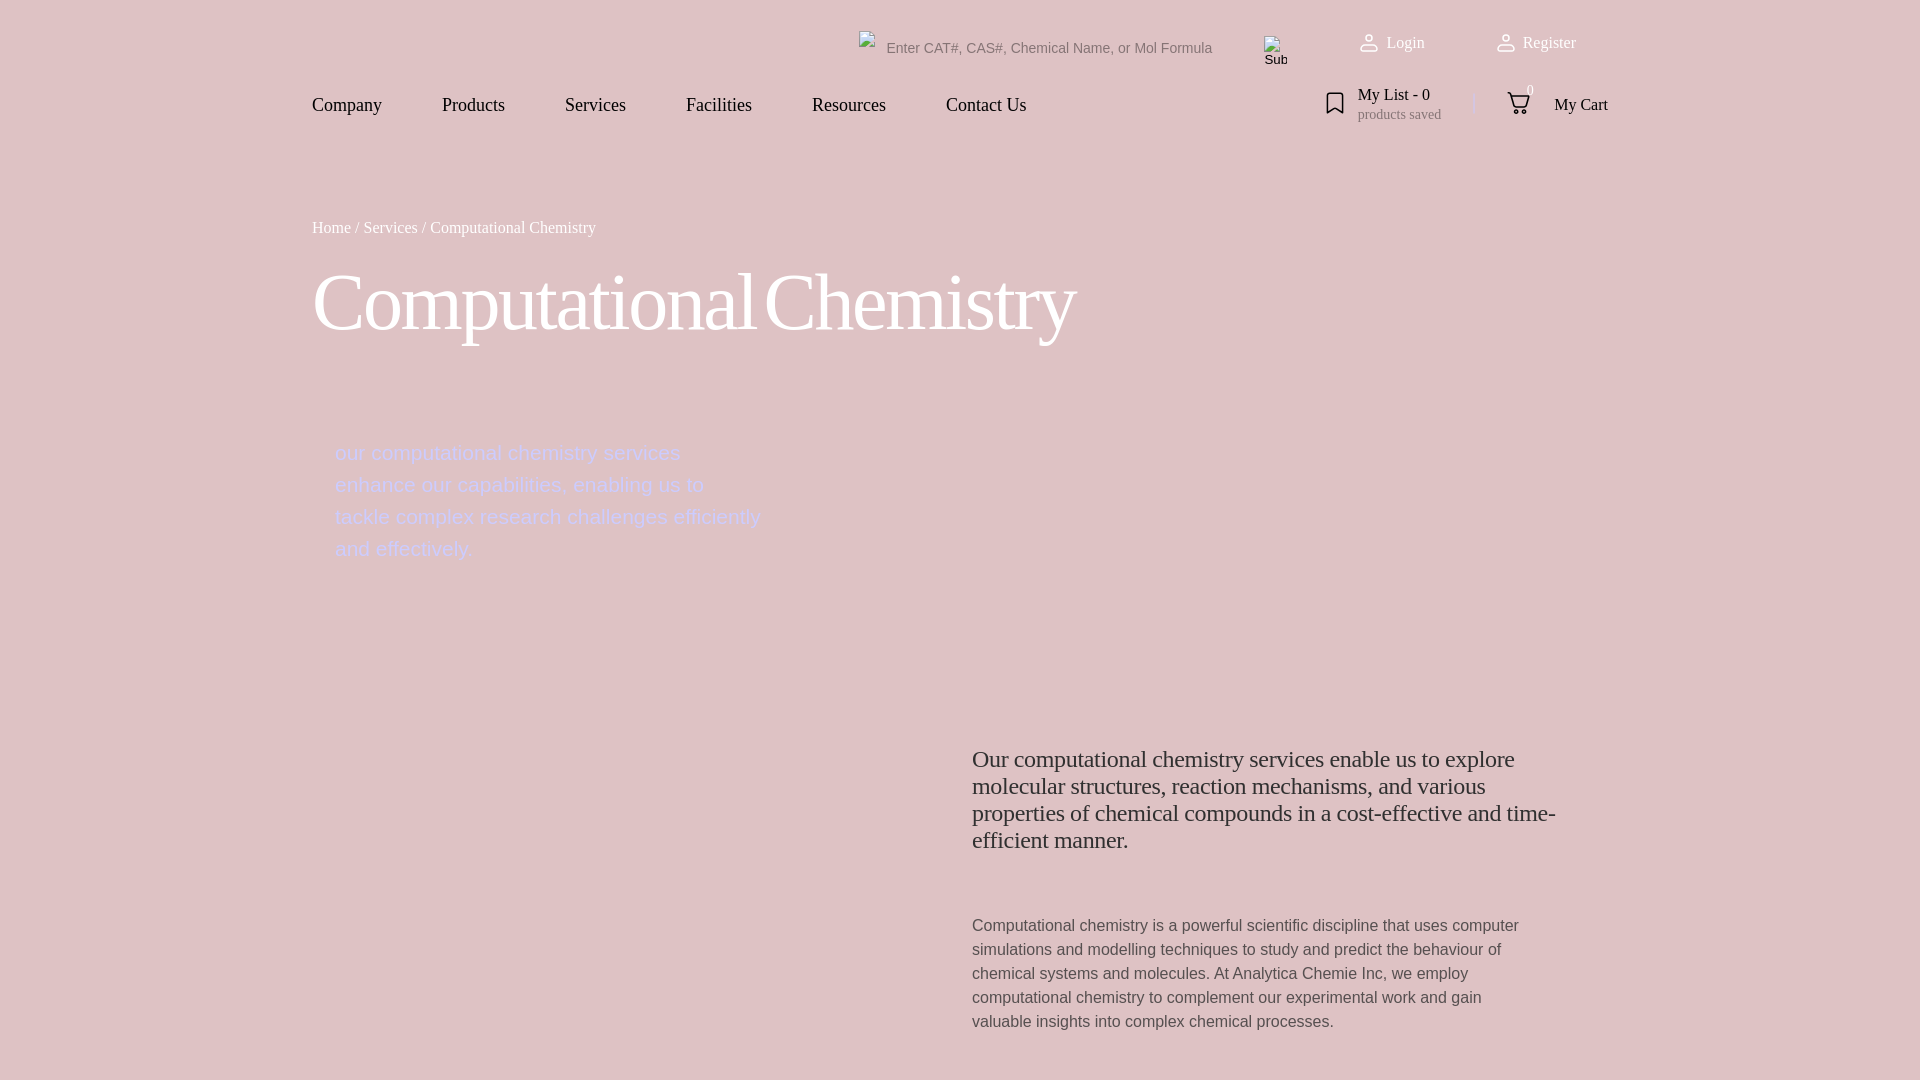 Enter CAT#, CAS#, Chemical Name, or Mol Formula
Sub
Login
Register
Company
Products
Services
Facilities
Resources
Contact Us
My List - 0
products saved
0
My Cart
Home / Services / Computational Chemistry
Computational Chemistry
our computational chemistry services
enhance our capabilities, enabling us to
tackle complex research challenges efficiently
and effectively.
Our computational chemistry services enable us to explore
molecular structures, reaction mechanisms, and various
properties of chemical compounds in a cost-effective and time-
efficient manner.
Computational chemistry is a powerful scientific discipline that uses computer
simulations and modelling techniques to study and predict the behaviour of
chemical systems and molecules. At Analytica Chemie Inc, we employ
computational chemistry to complement our experimental work and gain
valuable insights into complex chemical processes.